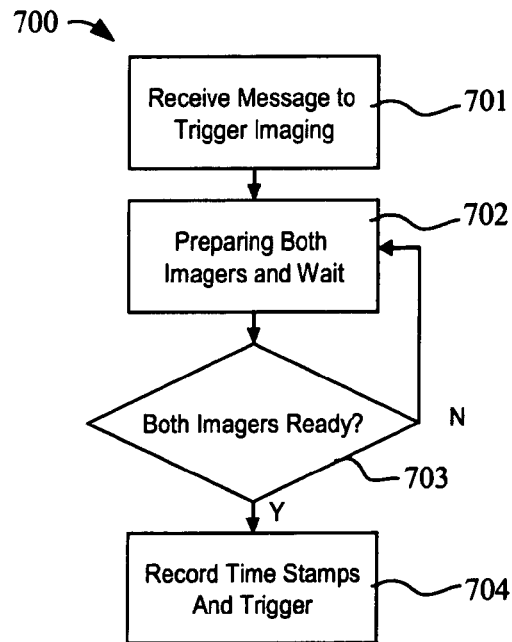 700
Receive Message to
Trigger Imaging
701
702
Preparing Both
Imagers and Wait
Both Imagers Ready?
N
703
Y
Record Time Stamps
And Trigger
704